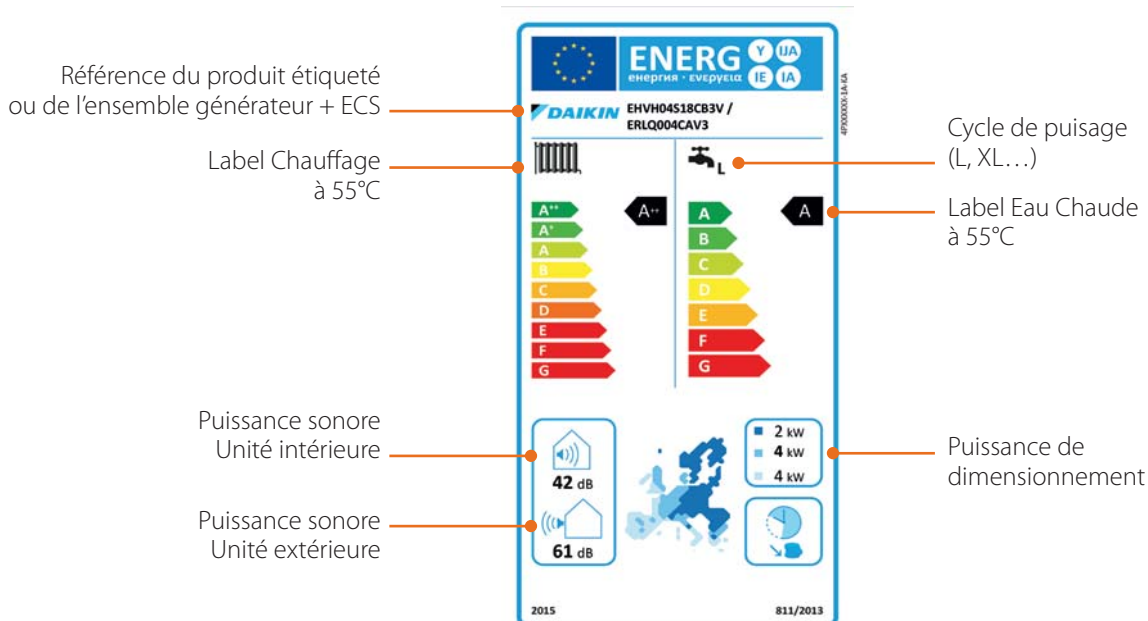 ENERG Y IJA
енергия · ενεργεια IE IA
Référence du produit étiqueté
ou de l'ensemble générateur + ECS
DAIKIN EHVH04S18CB3V /
ERLQ004CAV3
Label Chauffage
à 55°C
L
Cycle de puisage
(L, XL…)
A++
A+
A
B
C
D
E
F
G
A++
A
B
C
D
E
F
G
A
Label Eau Chaude
à 55°C
Puissance sonore
Unité intérieure
42 dB
Puissance sonore
Unité extérieure
61 dB
2 kW
4 kW
4 kW
Puissance de
dimensionnement
2015
811/2013